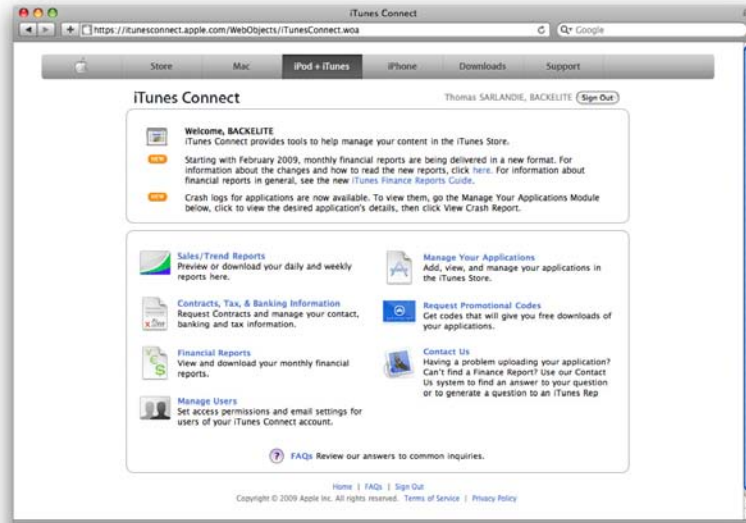 iTunes Connect
https://itunesconnect.apple.com/WebObjects/iTunesConnect.woa
Google
Store Mac iPod + iTunes iPhone Downloads Support
iTunes Connect
Thomas SARLANDIE, BACKELITE Sign Out
Welcome, BACKELITE
iTunes Connect provides tools to help manage your content in the iTunes Store.
NEW Starting with February 2009, monthly financial reports are being delivered in a new format. For
information about the changes and how to read the new reports, click here. For information about
financial reports in general, see the new iTunes Finance Reports Guide.
NEW Crash logs for applications are now available. To view them, go the Manage Your Applications Module
below, click to view the desired application's details, then click View Crash Report.
Sales/Trend Reports
Preview or download your daily and weekly
reports here.
Contracts, Tax, & Banking Information
Request Contracts and manage your contact,
banking and tax information.
Financial Reports
View and download your monthly financial
reports.
Manage Users
Set access permissions and email settings for
users of your iTunes Connect account.
Manage Your Applications
Add, view, and manage your applications in
the iTunes Store.
Request Promotional Codes
Get codes that will give you free downloads of
your applications.
Contact Us
Having a problem uploading your application?
Can't find a Finance Report? Use our Contact
Us system to find an answer to your question
or to generate a question to an iTunes Rep
? FAQs Review our answers to common inquiries.
Home | FAQs | Sign Out
Copyright © 2009 Apple Inc. All rights reserved. Terms of Service | Privacy Policy